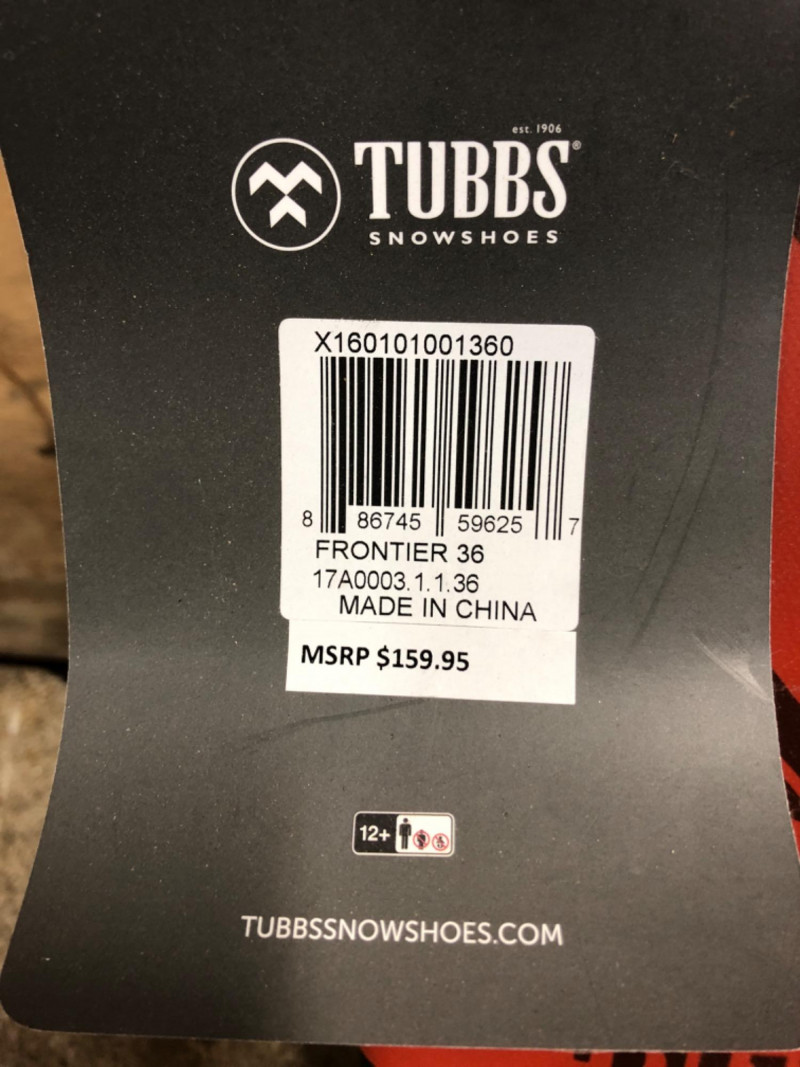 est. 1906
TUBBS®
SNOWSHOES
X160101001360
8 86745 59625 7
FRONTIER 36
17A0003.1.1.36
MADE IN CHINA
MSRP $159.95
12+
TUBBSSNOWSHOES.COM